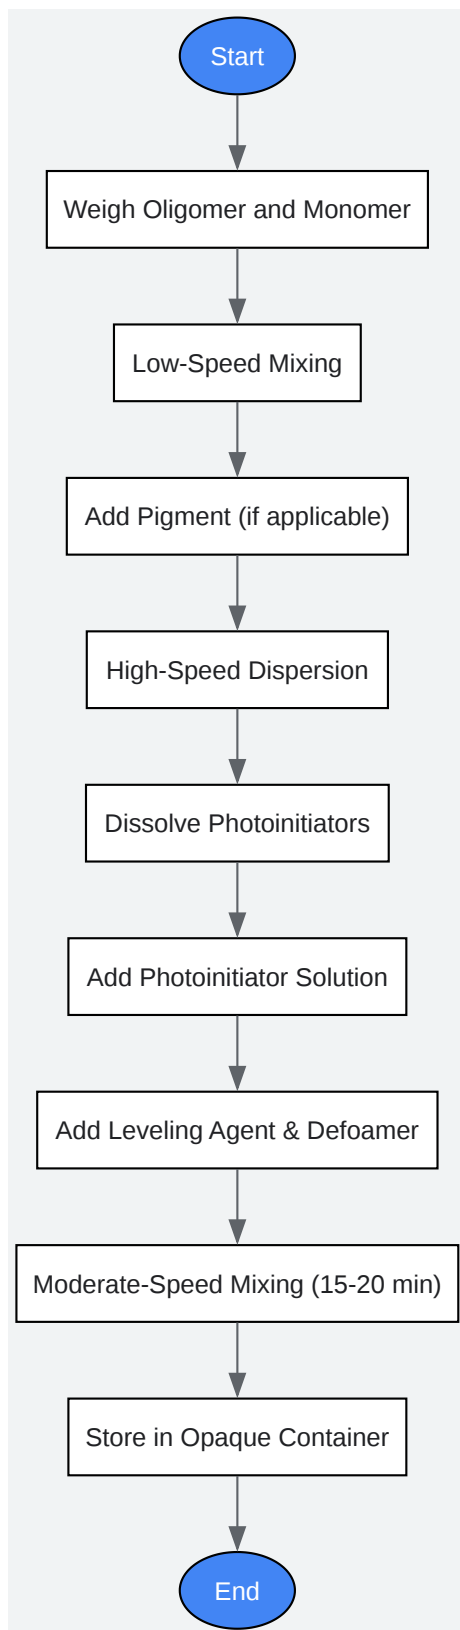 Start
Weigh Oligomer and Monomer
Low-Speed Mixing
Add Pigment (if applicable)
High-Speed Dispersion
Dissolve Photoinitiators
Add Photoinitiator Solution
Add Leveling Agent & Defoamer
Moderate-Speed Mixing (15-20 min)
Store in Opaque Container
End